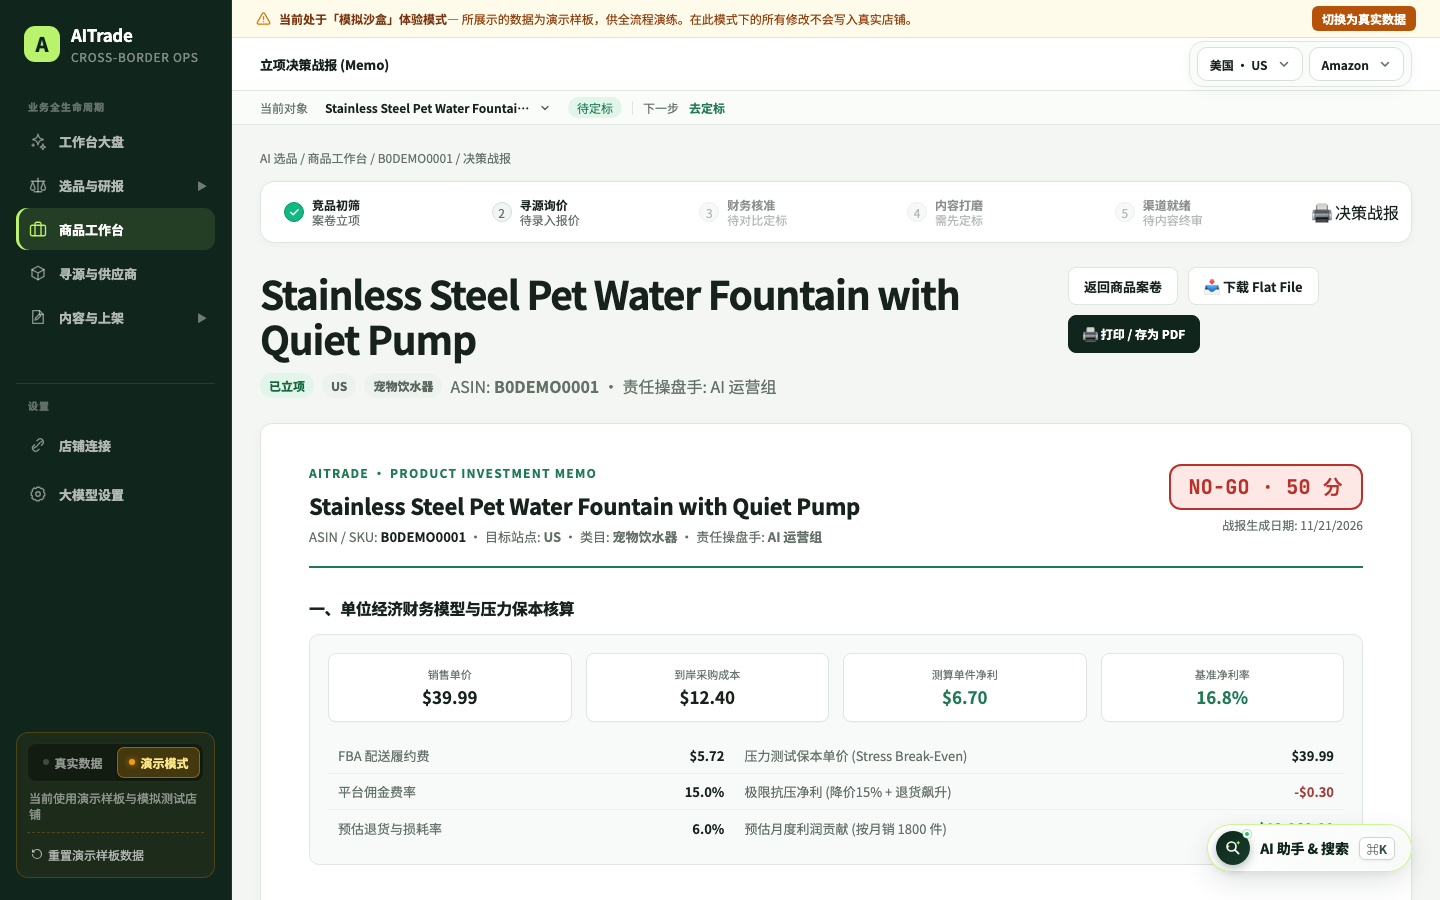 A
AITrade
CROSS-BORDER OPS
业务全生命周期
工作台大盘
选品与研报
商品工作台
寻源与供应商
内容与上架
设置
店铺连接
大模型设置
真实数据
演示模式
当前使用演示样板与模拟测试店铺
重置演示样板数据
当前处于「模拟沙盒」体验模式— 所展示的数据为演示样板，供全流程演练。在此模式下的所有修改不会写入真实店铺。
切换为真实数据
立项决策战报 (Memo)
美国 · US
Amazon
当前对象
Stainless Steel Pet Water Fountai···
待定标
下一步
去定标
AI 选品 / 商品工作台 / B0DEMO0001 / 决策战报
竞品初筛
案卷立项
2
寻源询价
待录入报价
3
财务核准
待对比定标
4
内容打磨
需先定标
5
渠道就绪
待内容终审
决策战报
Stainless Steel Pet Water Fountain with
Quiet Pump
返回商品案卷
下载 Flat File
打印 / 存为 PDF
已立项
US
宠物饮水器
ASIN: B0DEMO0001 · 责任操盘手: AI 运营组
AITRADE · PRODUCT INVESTMENT MEMO
Stainless Steel Pet Water Fountain with Quiet Pump
ASIN / SKU: B0DEMO0001 · 目标站点: US · 类目: 宠物饮水器 · 责任操盘手: AI 运营组
NO-GO · 50 分
战报生成日期: 11/21/2026
一、单位经济财务模型与压力保本核算
销售单价
$39.99
到岸采购成本
$12.40
测算单件净利
$6.70
基准净利率
16.8%
FBA 配送履约费
$5.72
压力测试保本单价 (Stress Break-Even)
$39.99
平台佣金费率
15.0%
极限抗压净利 (降价15% + 退货飙升)
-$0.30
预估退货与损耗率
6.0%
预估月度利润贡献 (按月销 1800 件)
AI 助手 & 搜索
⌘K